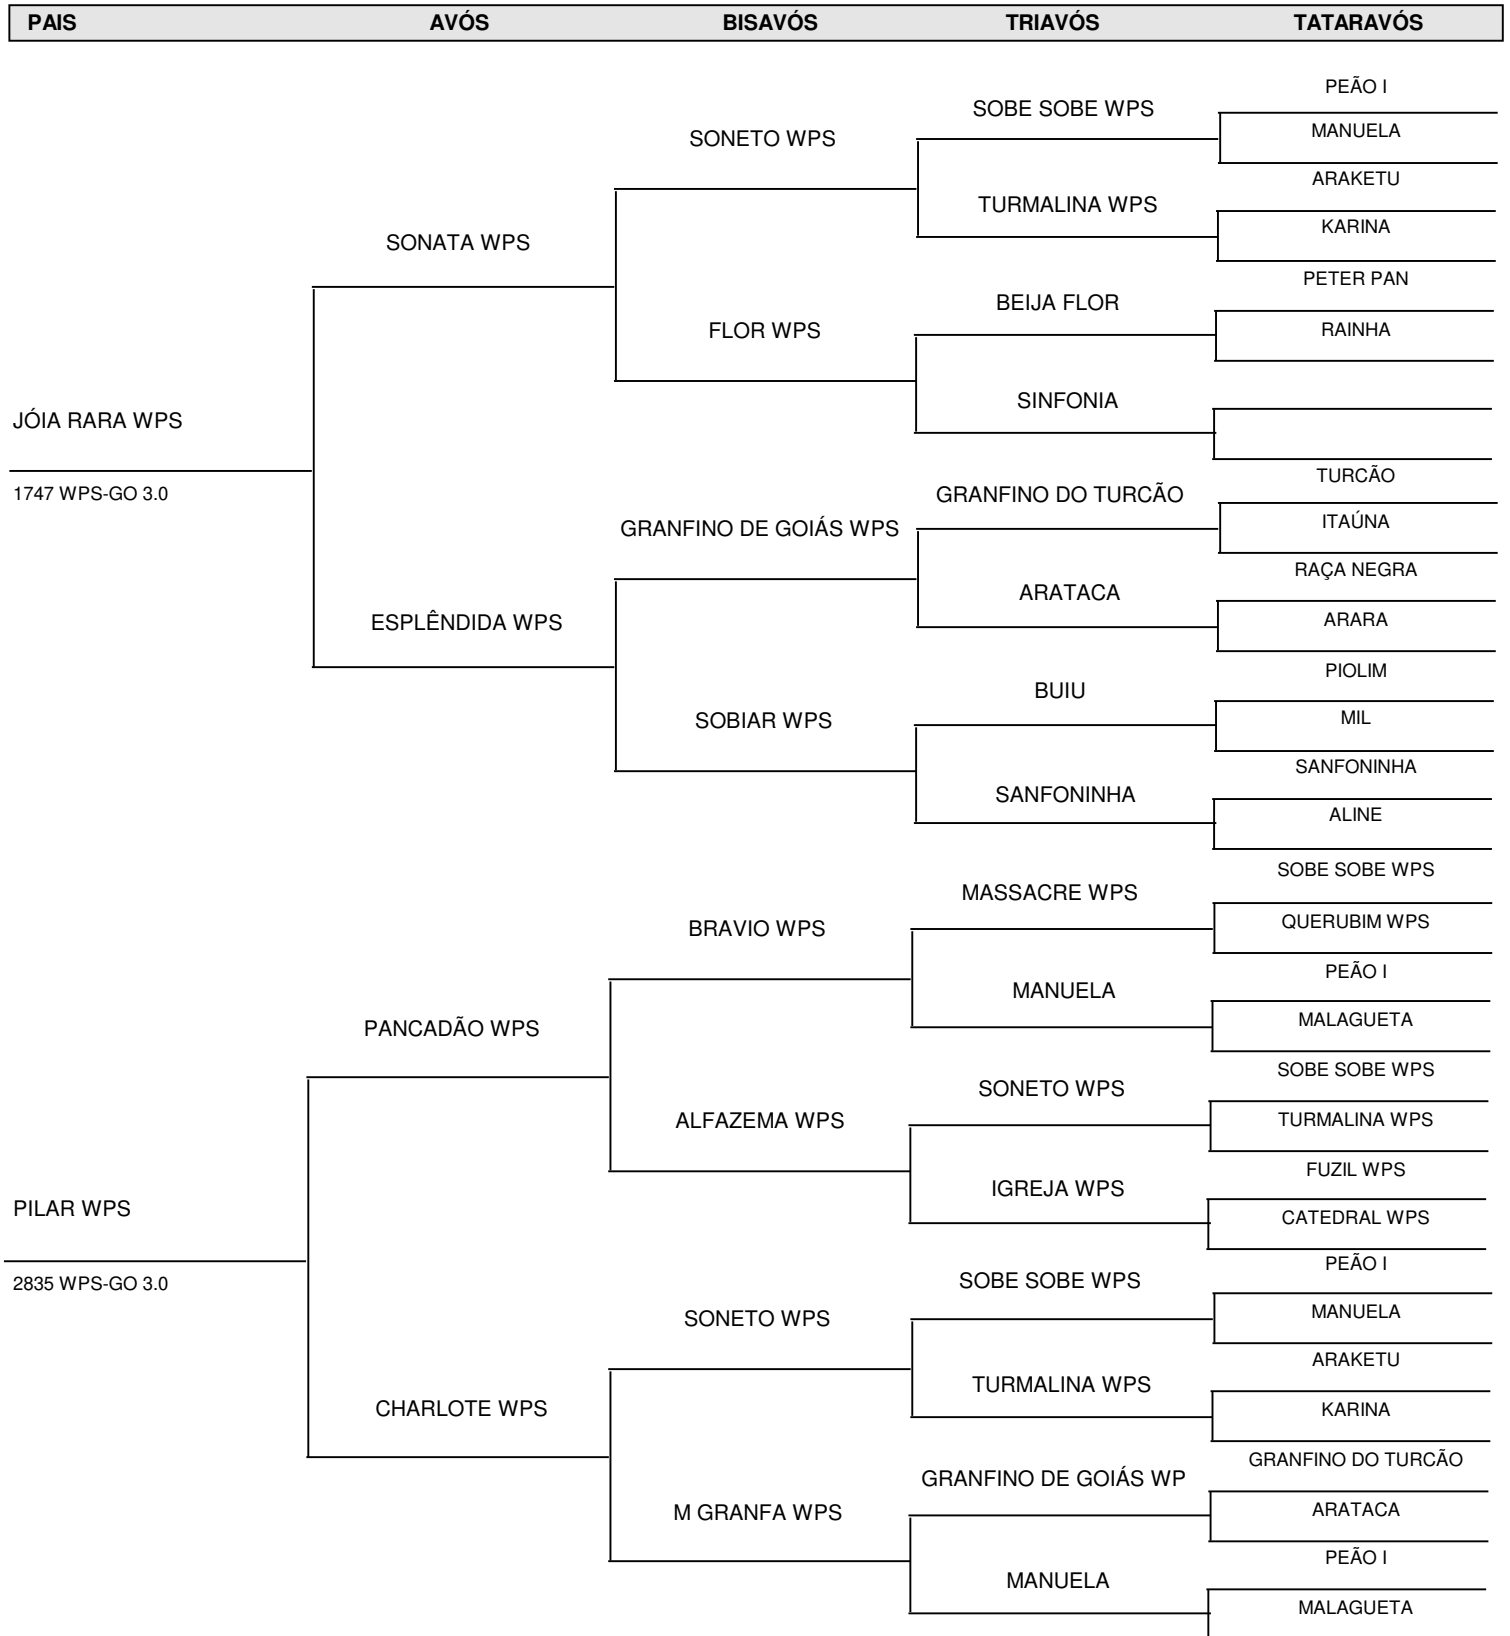 PAIS AVÓS BISAVÓS TRIAVÓS TATARAVÓS
PEÃO I
SOBE SOBE WPS
MANUELA
SONETO WPS
ARAKETU
TURMALINA WPS
KARINA
SONATA WPS
PETER PAN
BEIJA FLOR
RAINHA
FLOR WPS
SINFONIA
JÓIA RARA WPS
TURCÃO
1747 WPS-GO 3.0
GRANFINO DO TURCÃO
ITAÚNA
GRANFINO DE GOIÁS WPS
RAÇA NEGRA
ARATACA
ARARA
ESPLÊNDIDA WPS
PIOLIM
BUIU
MIL
SOBIAR WPS
SANFONINHA
SANFONINHA
ALINE
SOBE SOBE WPS
MASSACRE WPS
QUERUBIM WPS
BRAVIO WPS
PEÃO I
MANUELA
MALAGUETA
PANCADÃO WPS
SOBE SOBE WPS
SONETO WPS
TURMALINA WPS
ALFAZEMA WPS
FUZIL WPS
IGREJA WPS
PILAR WPS
CATEDRAL WPS
PEÃO I
SOBE SOBE WPS
2835 WPS-GO 3.0
MANUELA
SONETO WPS
ARAKETU
TURMALINA WPS
KARINA
CHARLOTE WPS
GRANFINO DO TURCÃO
GRANFINO DE GOIÁS WP
ARATACA
M GRANFA WPS
PEÃO I
MANUELA
MALAGUETA